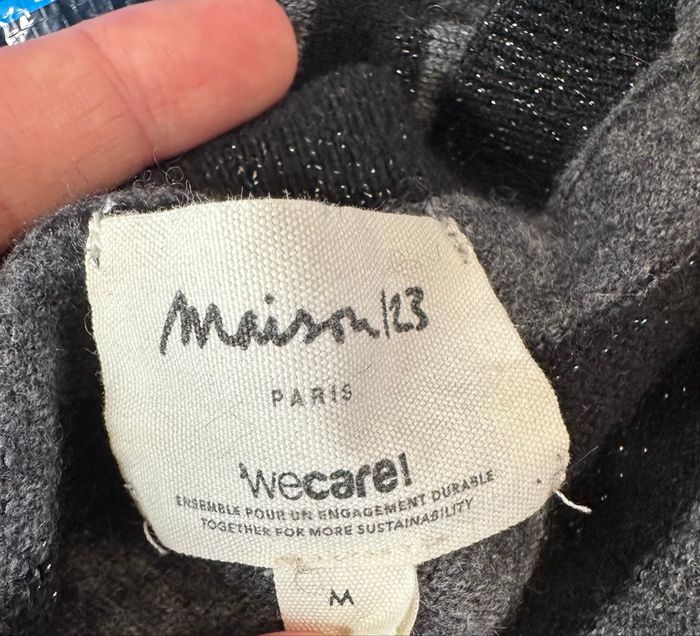 maison 123
PARIS
wecare!
ENSEMBLE POUR UN ENGAGEMENT DURABLE
TOGETHER FOR MORE SUSTAINABILITY
M